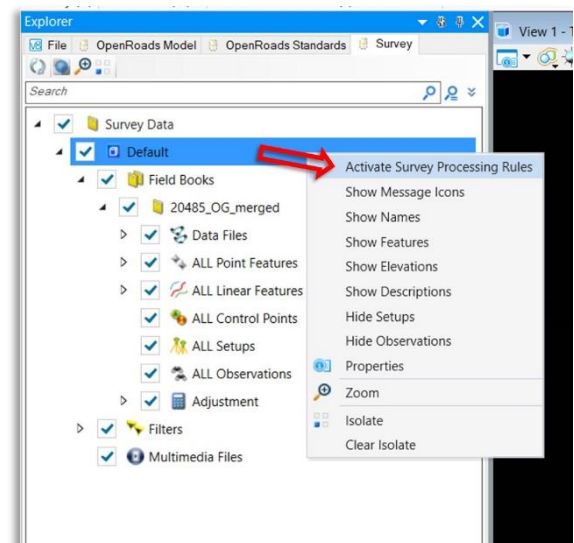 Explorer
View 1 - T
File OpenRoads Model OpenRoads Standards Survey
Search
Survey Data
Default
Activate Survey Processing Rules
Field Books
Show Message Icons
20485_OG_merged
Show Names
Data Files
Show Features
ALL Point Features
Show Elevations
ALL Linear Features
Show Descriptions
ALL Control Points
Hide Setups
ALL Setups
Hide Observations
ALL Observations
Properties
Adjustment
Zoom
Filters
Isolate
Multimedia Files
Clear Isolate